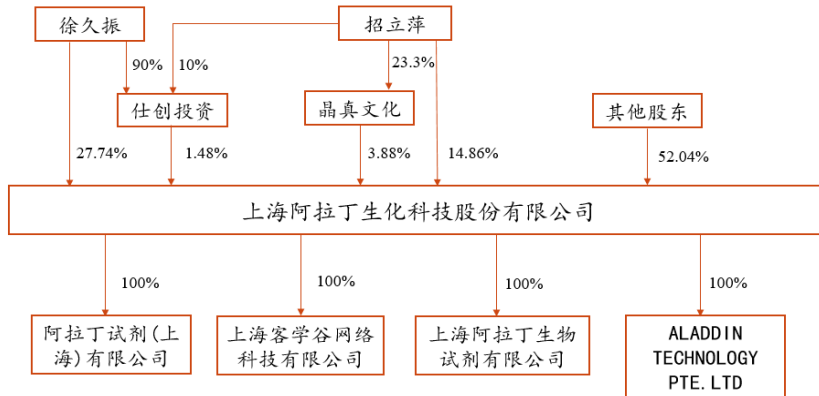 徐久振
招立萍
90%
10%
23.3%
仕创投资
晶真文化
其他股东
27.74%
1.48%
3.88%
14.86%
52.04%
上海阿拉丁生化科技股份有限公司
100%
100%
100%
100%
阿拉丁试剂(上
海)有限公司
上海客学谷网络
科技有限公司
上海阿拉丁生物
试剂有限公司
ALADDIN
TECHNOLOGY
PTE.LTD